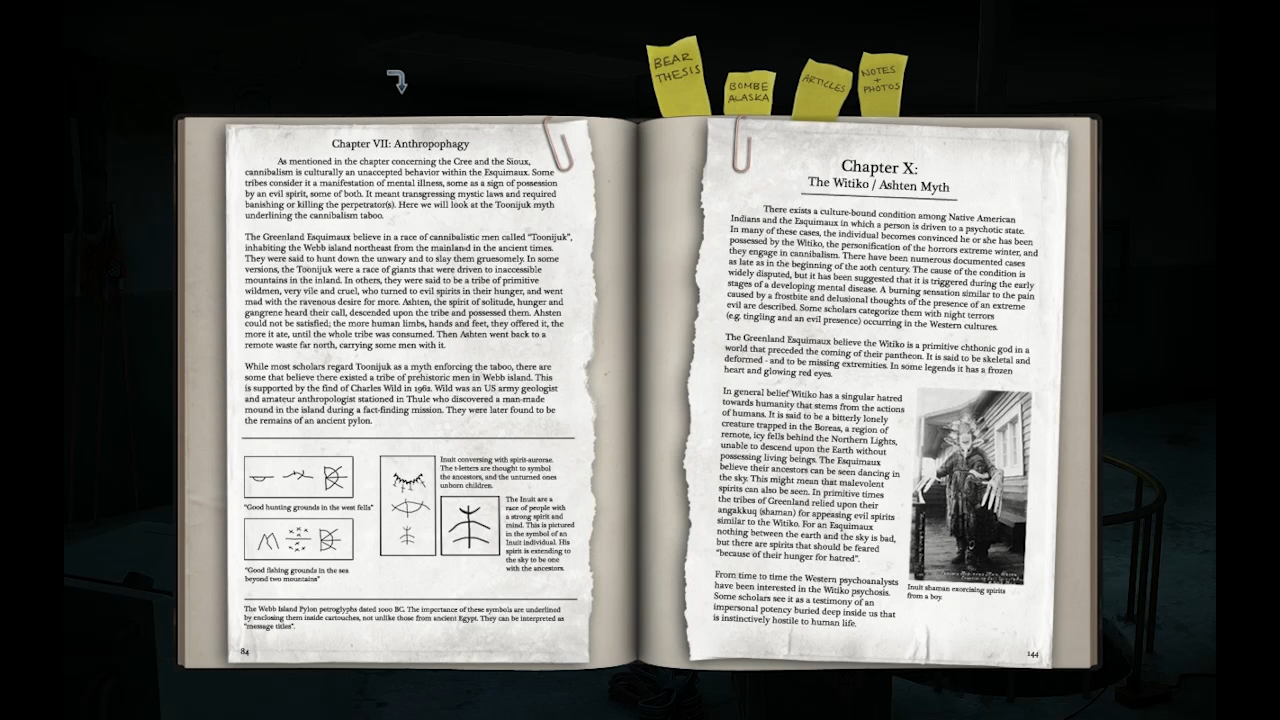 BEAR
THESIS
BOMBE
ALASKA
ARTICLES
NOTES
+
PHOTOS
Chapter VII: Anthropophagy
As mentioned in the chapter concerning the Cree and the Sioux,
cannibalism is culturally an unaccepted behavior within the Esquimaux. Some
tribes consider it a manifestation of mental illness, some as a sign of possession
by an evil spirit, some of both. It meant transgressing mystic laws and required
banishing or killing the perpetrator(s). Here we will look at the Toonijuk myth
underlining the cannibalism taboo.
The Greenland Esquimaux believe in a race of cannibalistic men called "Toonijuk",
inhabiting the Webb island northeast from the mainland in the ancient times.
They were said to hunt down the unwary and to slay them gruesomely. In some
versions, the Toonijuk were a race of giants that were driven to inaccessible
mountains in the inland. In others, they were said to be a tribe of primitive
wildmen, very vile and cruel, who turned to evil spirits in their hunger, and went
mad with the ravenous desire for more. Ashten, the spirit of solitude, hunger and
gangrene heard their call, descended upon the tribe and possessed them. Ahsten
could not be satisfied; the more human limbs, hands and feet, they offered it, the
more it ate, until the whole tribe was consumed. Then Ashten went back to a
remote waste far north, carrying some men with it.
While most scholars regard Toonijuk as a myth enforcing the taboo, there are
some that believe there existed a tribe of prehistoric men in Webb island. This
is supported by the find of Charles Wild in 1962. Wild was an US army geologist
and amateur anthropologist stationed in Thule who discovered a man-made
mound in the island during a fact-finding mission. They were later found to be
the remains of an ancient pylon.
"Good hunting grounds in the west fells"
"Good fishing grounds in the sea
beyond two mountains"
Inuit conversing with spirit-aurorae.
The t-letters are thought to symbol
the ancestors, and the unturned ones
unborn children.
The Inuit are a
race of people with
a strong spirit and
mind. This is pictured
in the symbol of an
Inuit individual. His
spirit is extending to
the sky to be one
with the ancestors.
The Webb Island Pylon petroglyphs dated 1000 BC. The importance of these symbols are underlined
by enclosing them inside cartouches, not unlike those from ancient Egypt. They can be interpreted as
"message titles".
84
Chapter X:
The Witiko / Ashten Myth
There exists a culture-bound condition among Native American
Indians and the Esquimaux in which a person is driven to a psychotic state.
In many of these cases, the individual becomes convinced he or she has been
possessed by the Witiko, the personification of the horrors extreme winter, and
they engage in cannibalism. There have been numerous documented cases
as late as in the beginning of the 20th century. The cause of the condition is
widely disputed, but it has been suggested that it is triggered during the early
stages of a developing mental disease. A burning sensation similar to the pain
caused by a frostbite and delusional thoughts of the presence of an extreme
evil are described. Some scholars categorize them with night terrors
(e.g. tingling and an evil presence) occurring in the Western cultures.
The Greenland Esquimaux believe the Witiko is a primitive chthonic god in a
world that preceded the coming of their pantheon. It is said to be skeletal and
deformed - and to be missing extremities. In some legends it has a frozen
heart and glowing red eyes.
In general belief Witiko has a singular hatred
towards humanity that stems from the actions
of humans. It is said to be a bitterly lonely
creature trapped in the Boreas, a region of
remote, icy fells behind the Northern Lights,
unable to descend upon the Earth without
possessing living beings. The Esquimaux
believe their ancestors can be seen dancing in
the sky. This might mean that malevolent
spirits can also be seen. In primitive times
the tribes of Greenland relied upon their
angakkuq (shaman) for appeasing evil spirits
similar to the Witiko. For an Esquimaux
nothing between the earth and the sky is bad,
but there are spirits that should be feared
"because of their hunger for hatred".
From time to time the Western psychoanalysts
have been interested in the Witiko psychosis.
Some scholars see it as a testimony of an
impersonal potency buried deep inside us that
is instinctively hostile to human life.
Inuit shaman exorcising spirits
from a boy.
144